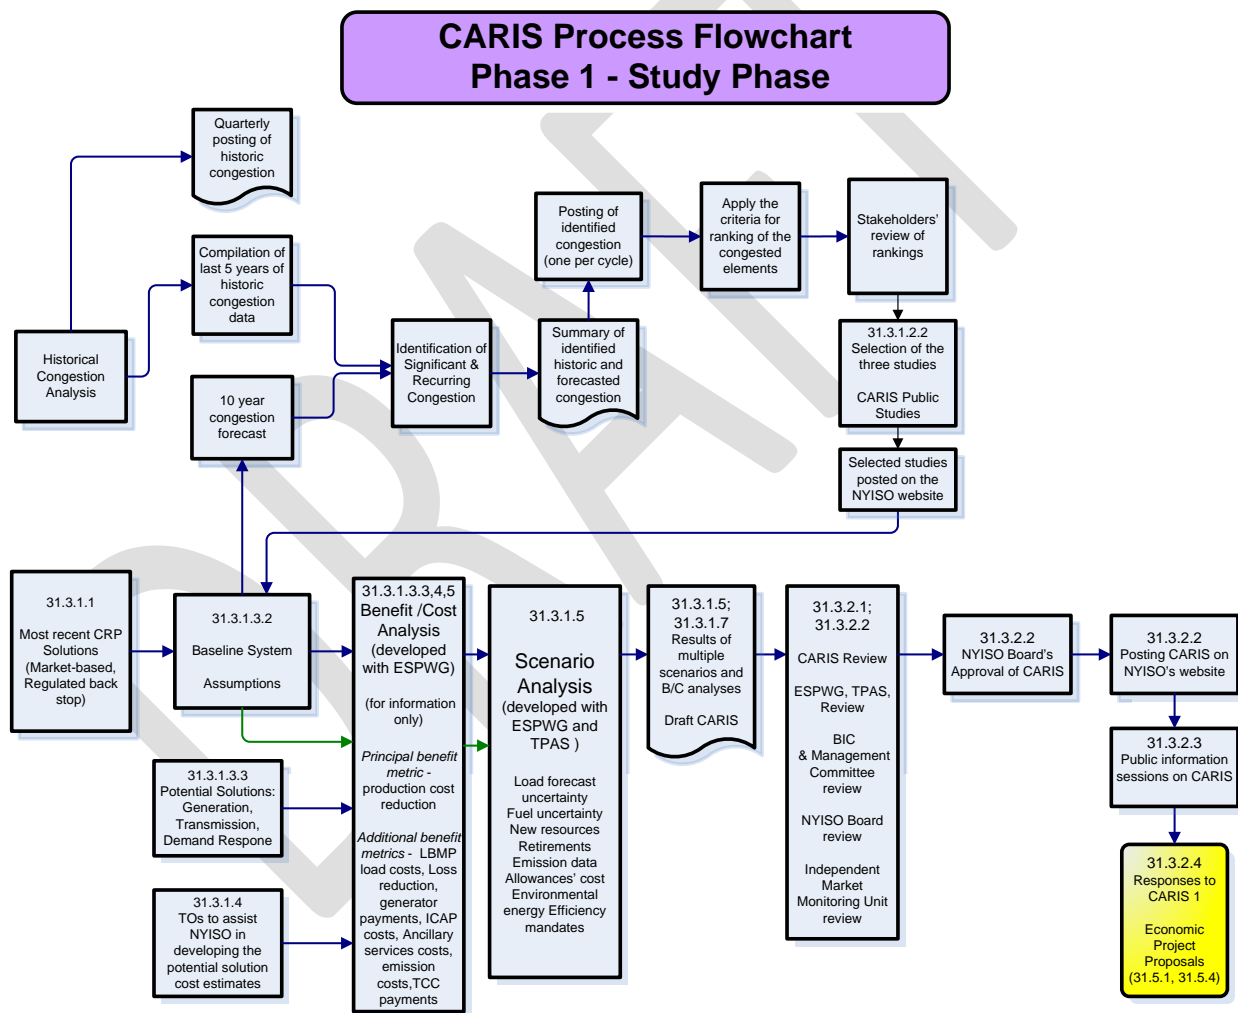 CARIS Process Flowchart
Phase 1 - Study Phase
Quarterly
posting of
historic
congestion
Compilation of
last 5 years of
historic
congestion
data
Historical
Congestion
Analysis
10 year
congestion
forecast
Identification of
Significant &
Recurring
Congestion
Posting of
identified
congestion
(one per cycle)
Summary of
identified
historic and
forecasted
congestion
Apply the
criteria for
ranking of the
congested
elements
Stakeholders'
review of
rankings
31.3.1.2.2
Selection of the
three studies
CARIS Public
Studies
Selected studies
posted on the
NYISO website
31.3.1.1
Most recent CRP
Solutions
(Market-based,
Regulated back
stop)
31.3.1.3.2
Baseline System
Assumptions
31.3.1.3.3
Potential Solutions:
Generation,
Transmission,
Demand Respone
31.3.1.4
TOs to assist
NYISO in
developing the
potential solution
cost estimates
31.3.1.3.3,4,5
Benefit /Cost
Analysis
(developed
with ESPWG)
(for information
only)
Principal benefit
metric -
production cost
reduction
Additional benefit
metrics - LBMP
load costs, Loss
reduction,
generator
payments, ICAP
costs, Ancillary
services costs,
emission
costs,TCC
payments
31.3.1.5
Scenario
Analysis
(developed with
ESPWG and
TPAS )
Load forecast
uncertainty
Fuel uncertainty
New resources
Retirements
Emission data
Allowances' cost
Environmental
energy Efficiency
mandates
31.3.1.5;
31.3.1.7
Results of
multiple
scenarios and
B/C analyses
Draft CARIS
31.3.2.1;
31.3.2.2
CARIS Review
ESPWG, TPAS,
Review
BIC
& Management
Committee
review
NYISO Board
review
Independent
Market
Monitoring Unit
review
31.3.2.2
NYISO Board's
Approval of CARIS
31.3.2.2
Posting CARIS on
NYISO's website
31.3.2.3
Public information
sessions on CARIS
31.3.2.4
Responses to
CARIS 1
Economic
Project
Proposals
(31.5.1, 31.5.4)
DRAFT